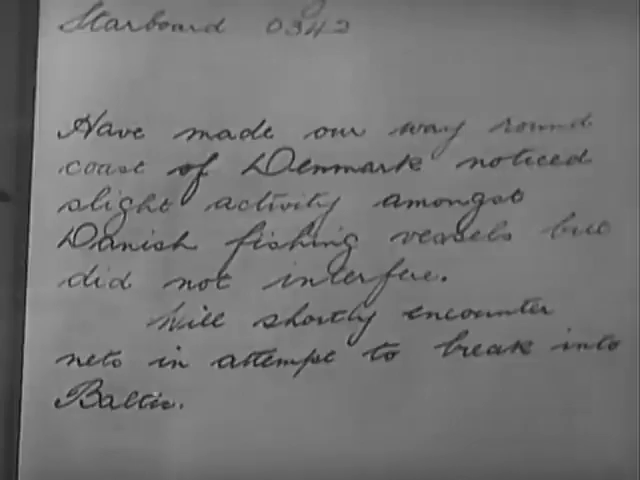 Starboard 0342
Have made our way round
coast of Denmark noticed
slight activity amongst
Danish fishing vessels but
did not interfere.
Will shortly encounter
nets in attempt to break into
Baltic.